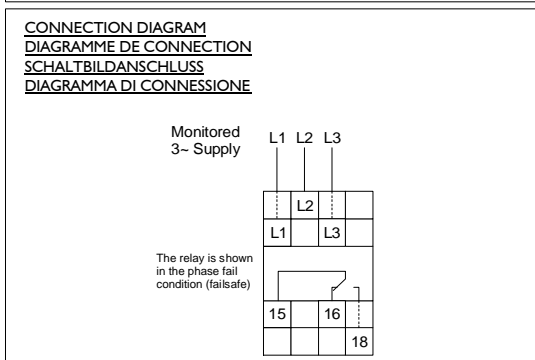 CONNECTION DIAGRAM
DIAGRAMME DE CONNECTION
SCHALTBILDANSCHLUSS
DIAGRAMMA DI CONNESSIONE
Monitored
3~ Supply
L1 L2 L3
L2
L1 L3
The relay is shown
in the phase fail
condition (failsafe)
15 16
18